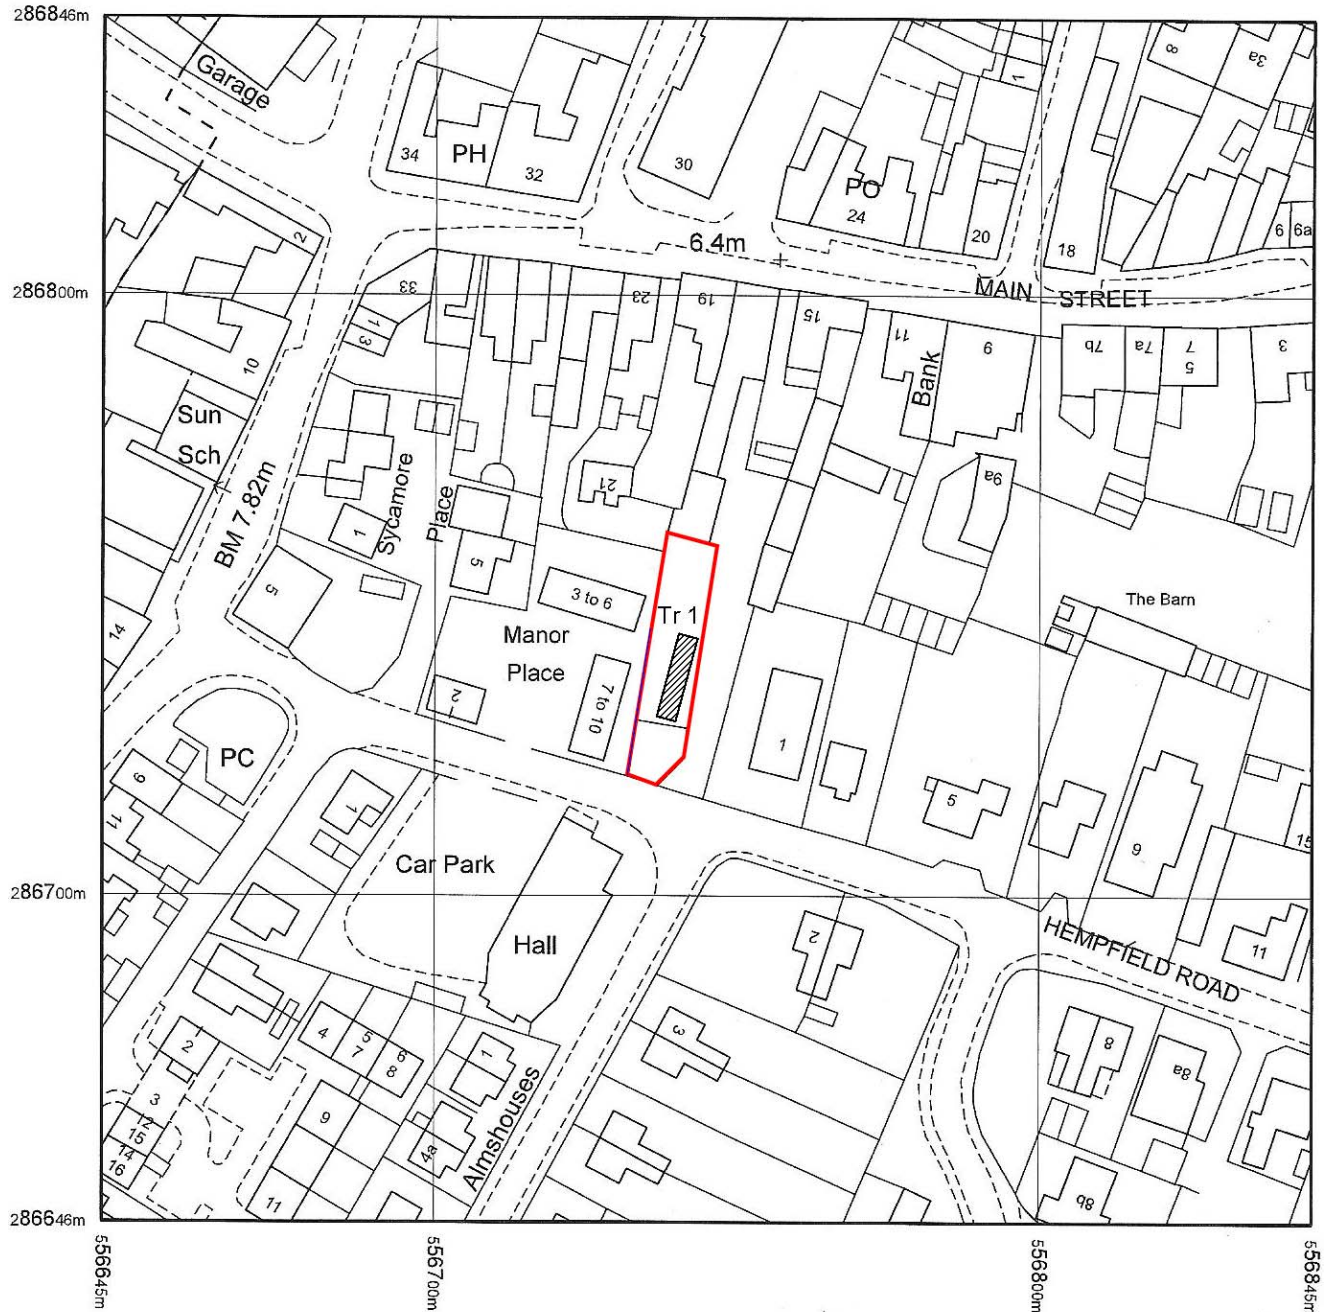 286846m
Garage
34
PH
32
30
PO
24
20
1
18
8
3a
6
6a
2
6.4m
MAIN STREET
286800m
33
1
3
23
19
15
11
Bank
9
7b
7a
7
5
3
10
Sun
Sch
BM 7.82m
Sycamore
Place
1
5
21
9a
5
3 to 6
Tr 1
The Barn
14
Manor
Place
2
7 to 10
1
PC
9
11
1
5
9
15
Car Park
286700m
Hall
2
HEMPFIELD ROAD
11
3
2
4
5
7
6
8
1
8
8a
3
12
15
14
16
9
4a
Almshouses
11
8b
286646m
556645m
556700m
556800m
556845m